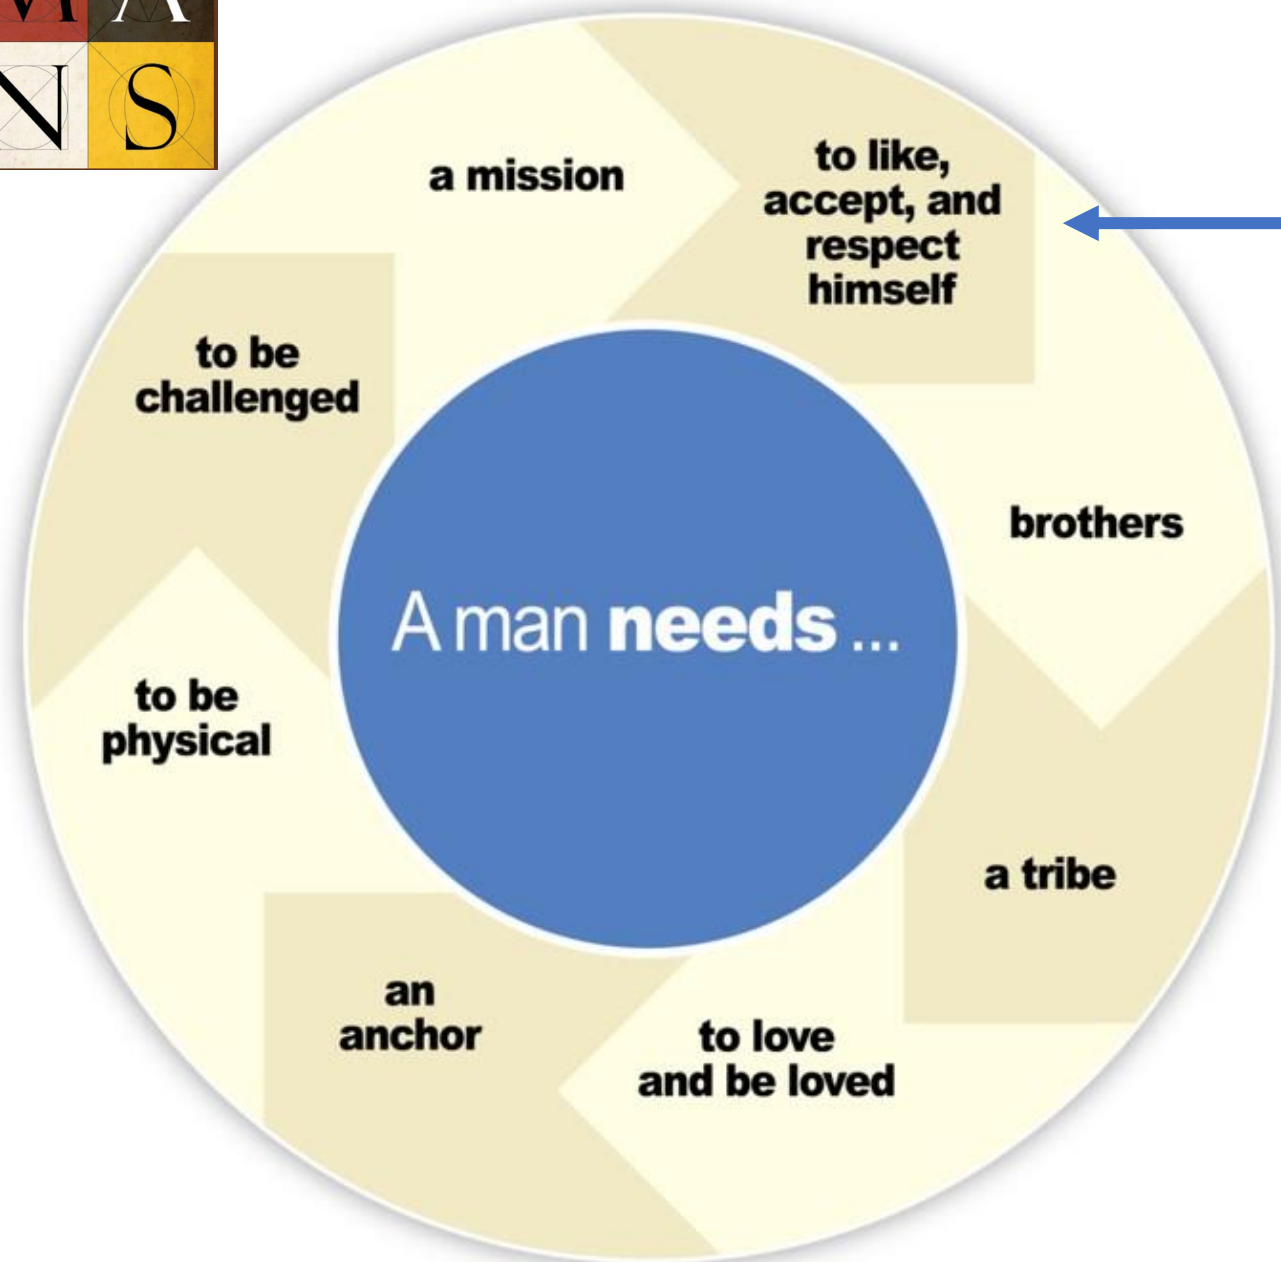 M A
N S
a mission
to like,
accept, and
respect
himself
to be
challenged
brothers
A man needs ...
to be
physical
a tribe
an
anchor
to love
and be loved